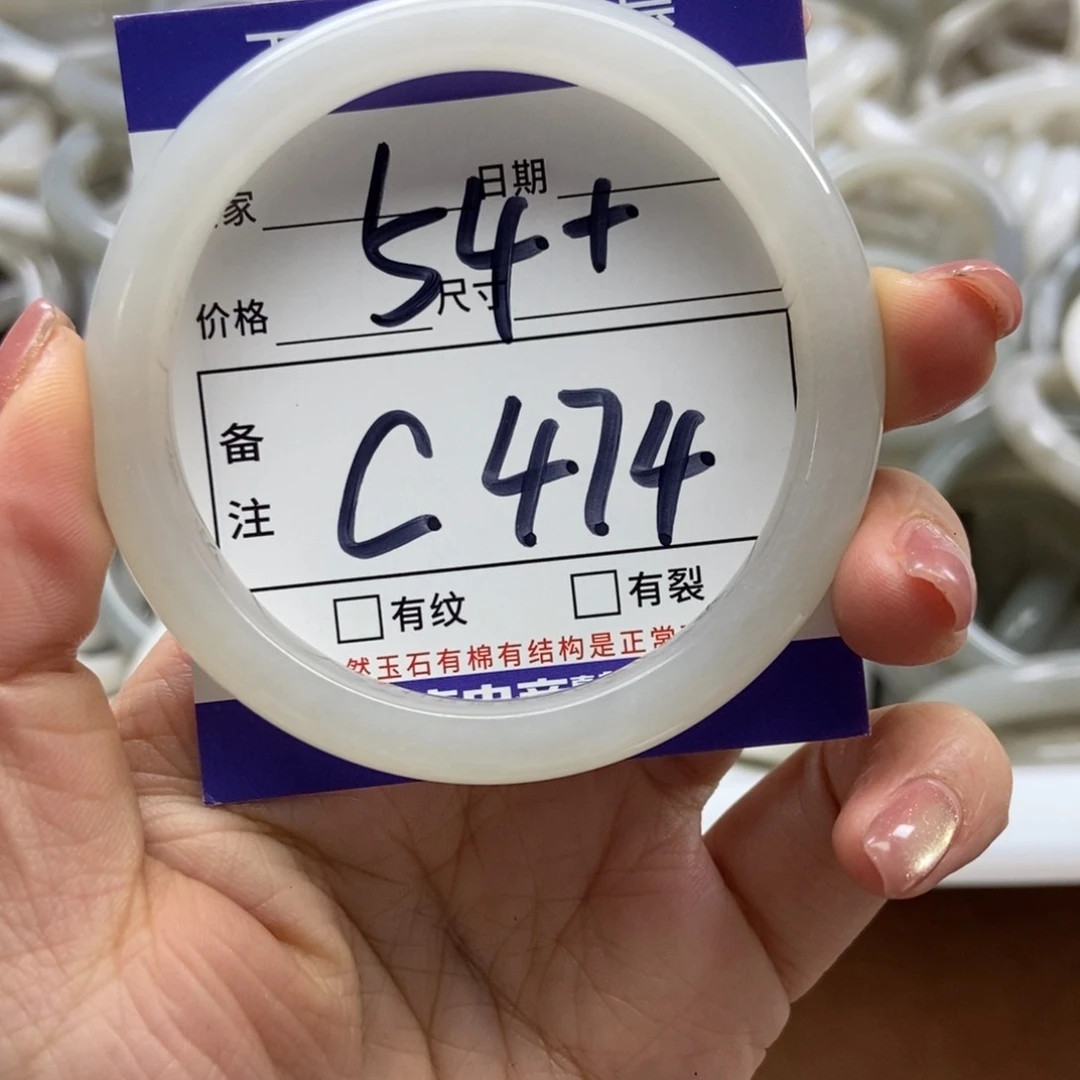 家 日期
54+
价格 尺寸
备注
C474
有纹 有裂
然玉石有棉有结构是正常